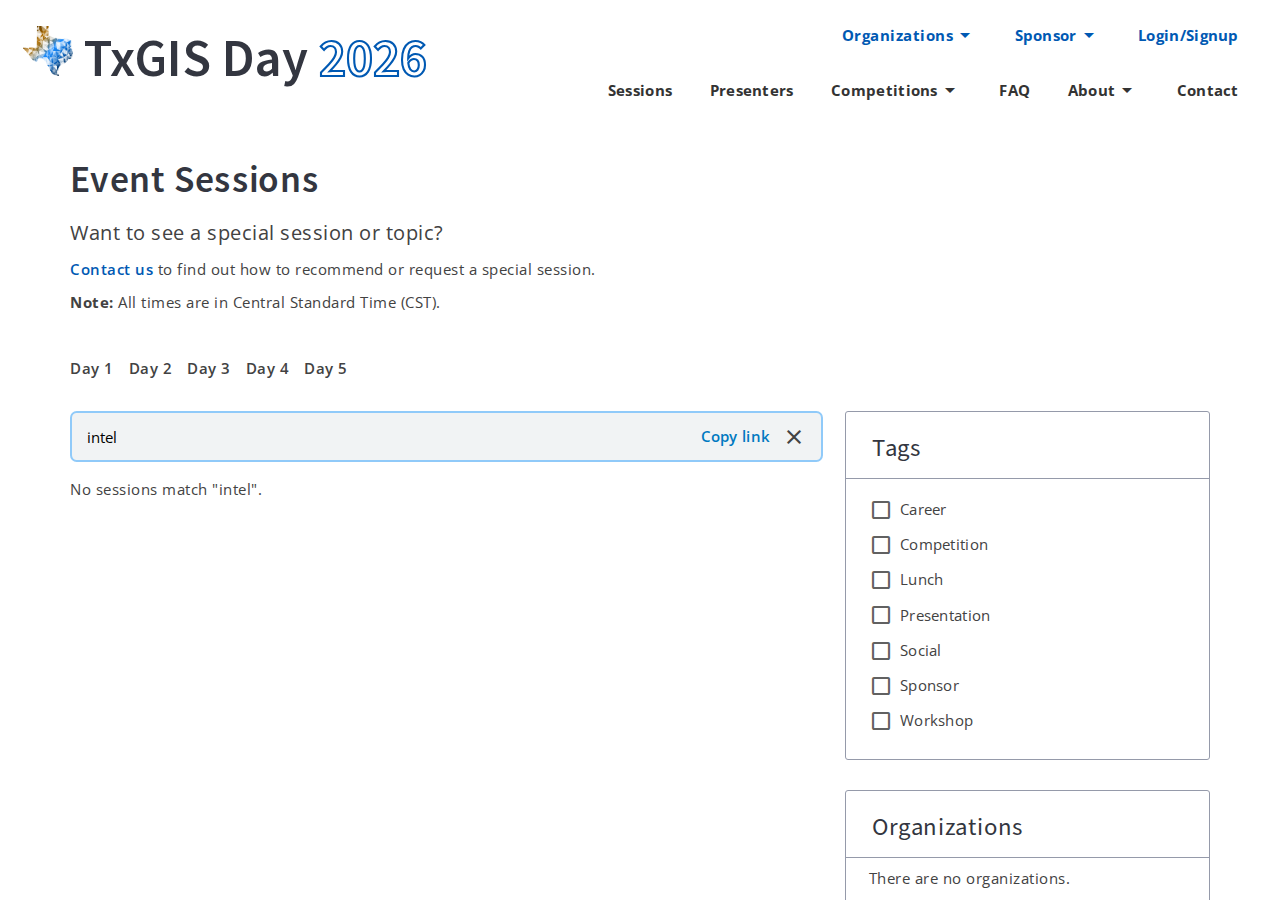 TxGIS Day 2026
Organizations
Sponsor
Login/Signup
Sessions
Presenters
Competitions
FAQ
About
Contact
Event Sessions
Want to see a special session or topic?
Contact us to find out how to recommend or request a special session.
Note: All times are in Central Standard Time (CST).
Day 1 Day 2 Day 3 Day 4 Day 5
intel
Copy link
No sessions match "intel".
Tags
Career
Competition
Lunch
Presentation
Social
Sponsor
Workshop
Organizations
There are no organizations.